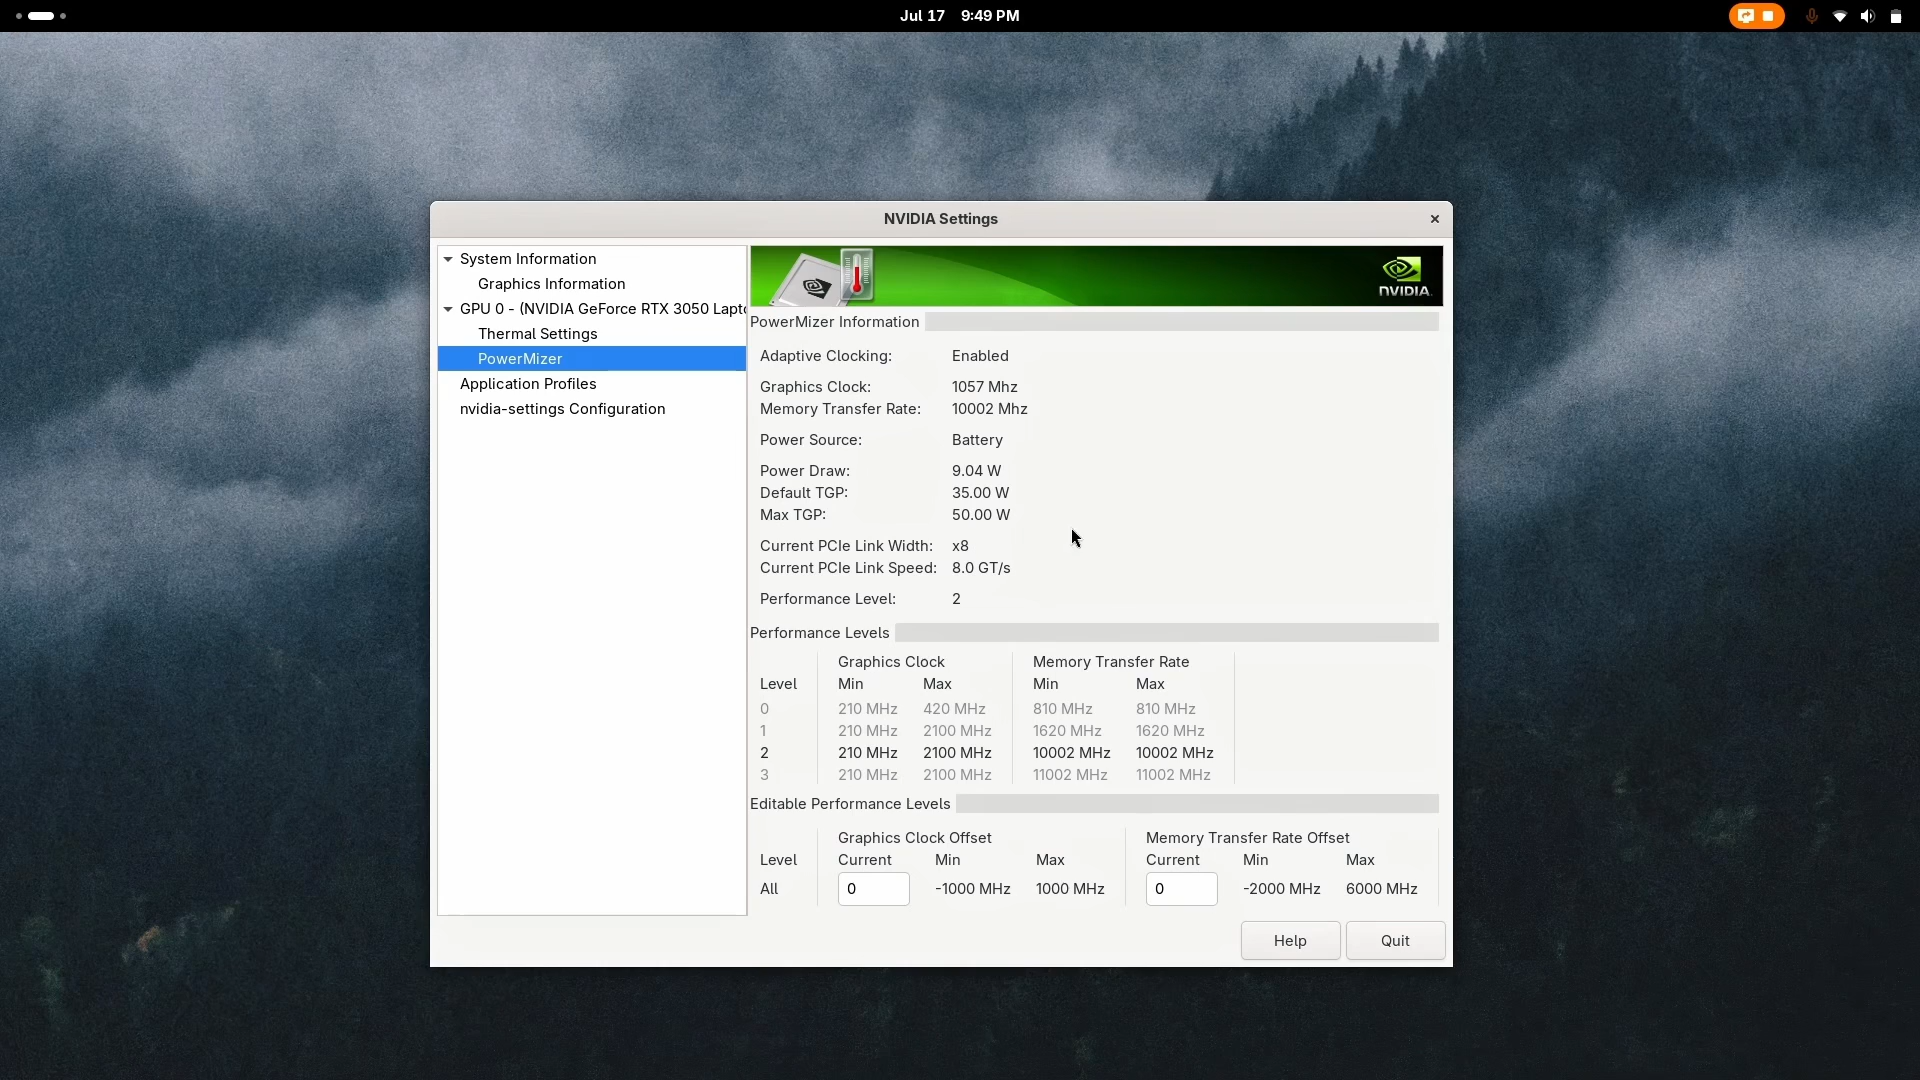 Jul 17 9:49 PM
NVIDIA Settings ×
System Information
Graphics Information
GPU 0 - (NVIDIA GeForce RTX 3050 Lapto
Thermal Settings
PowerMizer
Application Profiles
nvidia-settings Configuration
NVIDIA.
PowerMizer Information
Adaptive Clocking: Enabled
Graphics Clock: 1057 Mhz
Memory Transfer Rate: 10002 Mhz
Power Source: Battery
Power Draw: 9.04 W
Default TGP: 35.00 W
Max TGP: 50.00 W
Current PCIe Link Width: x8
Current PCIe Link Speed: 8.0 GT/s
Performance Level: 2
Performance Levels
Graphics Clock Memory Transfer Rate
Level Min Max Min Max
0 210 MHz 420 MHz 810 MHz 810 MHz
1 210 MHz 2100 MHz 1620 MHz 1620 MHz
2 210 MHz 2100 MHz 10002 MHz 10002 MHz
3 210 MHz 2100 MHz 11002 MHz 11002 MHz
Editable Performance Levels
Graphics Clock Offset Memory Transfer Rate Offset
Level Current Min Max Current Min Max
All 0 -1000 MHz 1000 MHz 0 -2000 MHz 6000 MHz
Help Quit